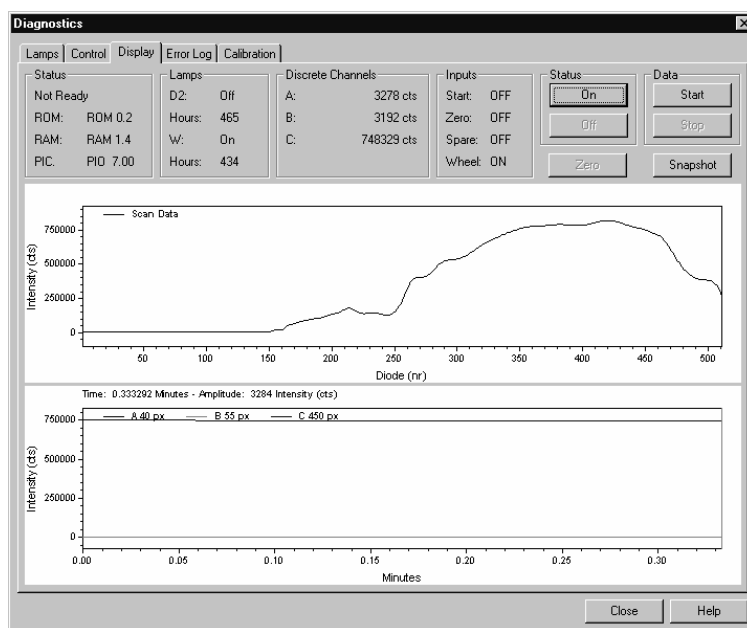 Diagnostics
Lamps Control Display Error Log Calibration
Status
Not Ready
ROM: ROM 0.2
RAM: RAM 1.4
PIC. PIO 7.00
Lamps
D2: Off
Hours: 465
W: On
Hours: 434
Discrete Channels
A: 3278 cts
B: 3192 cts
C: 748329 cts
Inputs
Start: OFF
Zero: OFF
Spare: OFF
Wheel: ON
Status
On
Off
Zero
Data
Start
Stop
Snapshot
Scan Data
Intensity (cts)
750000
500000
250000
0
50 100 150 200 250 300 350 400 450 500
Diode (nr)
Time: 0.333292 Minutes - Amplitude: 3284 Intensity (cts)
A 40 px B 55 px C 450 px
Intensity (cts)
750000
500000
250000
0
0.00 0.05 0.10 0.15 0.20 0.25 0.30
Minutes
Close Help